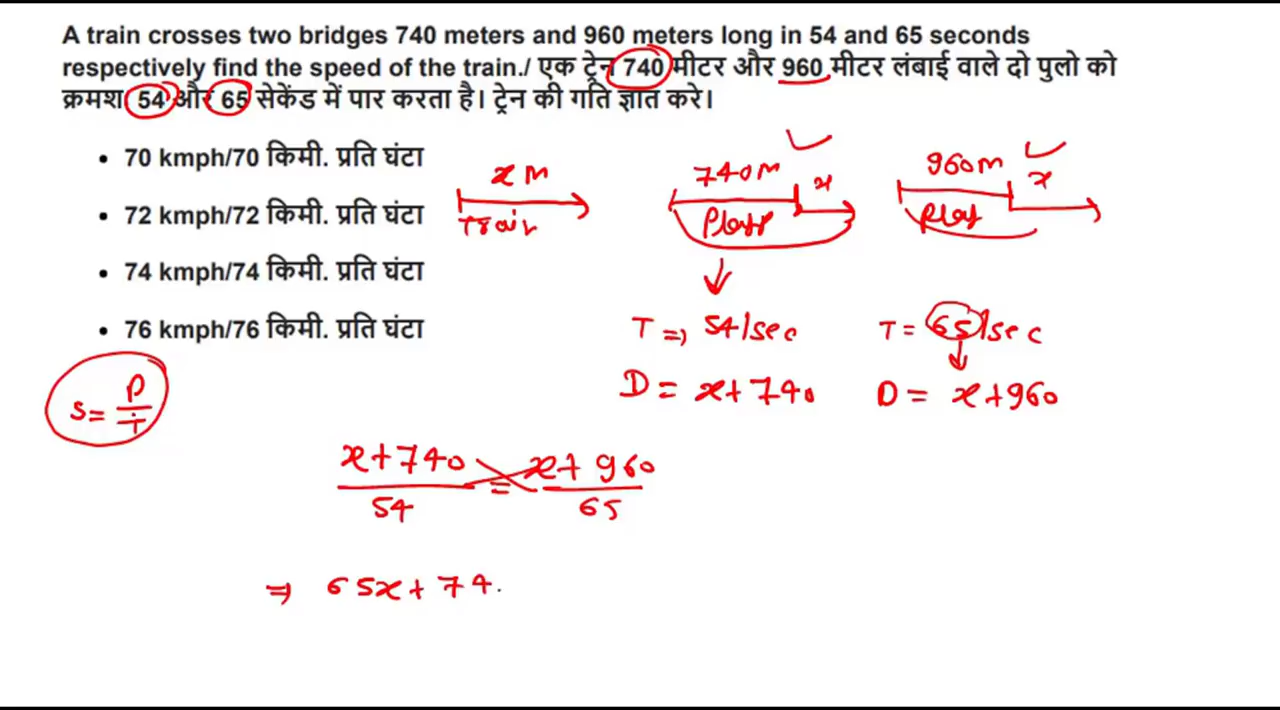 A train crosses two bridges 740 meters and 960 meters long in 54 and 65 seconds
respectively find the speed of the train./ एक ट्रेन 740 मीटर और 960 मीटर लंबाई वाले दो पुलो को
क्रमश 54 और 65 सेकेंड में पार करता है। ट्रेन की गति ज्ञात करे।
• 70 kmph/70 किमी. प्रति घंटा
• 72 kmph/72 किमी. प्रति घंटा
• 74 kmph/74 किमी. प्रति घंटा
• 76 kmph/76 किमी. प्रति घंटा
x m
Train
740m x
960m x
T => 54/sec
T = 65/sec
D = x+740
D = x+960
S = D/T
x+740/54 = x+960/65
⇒ 65x+74